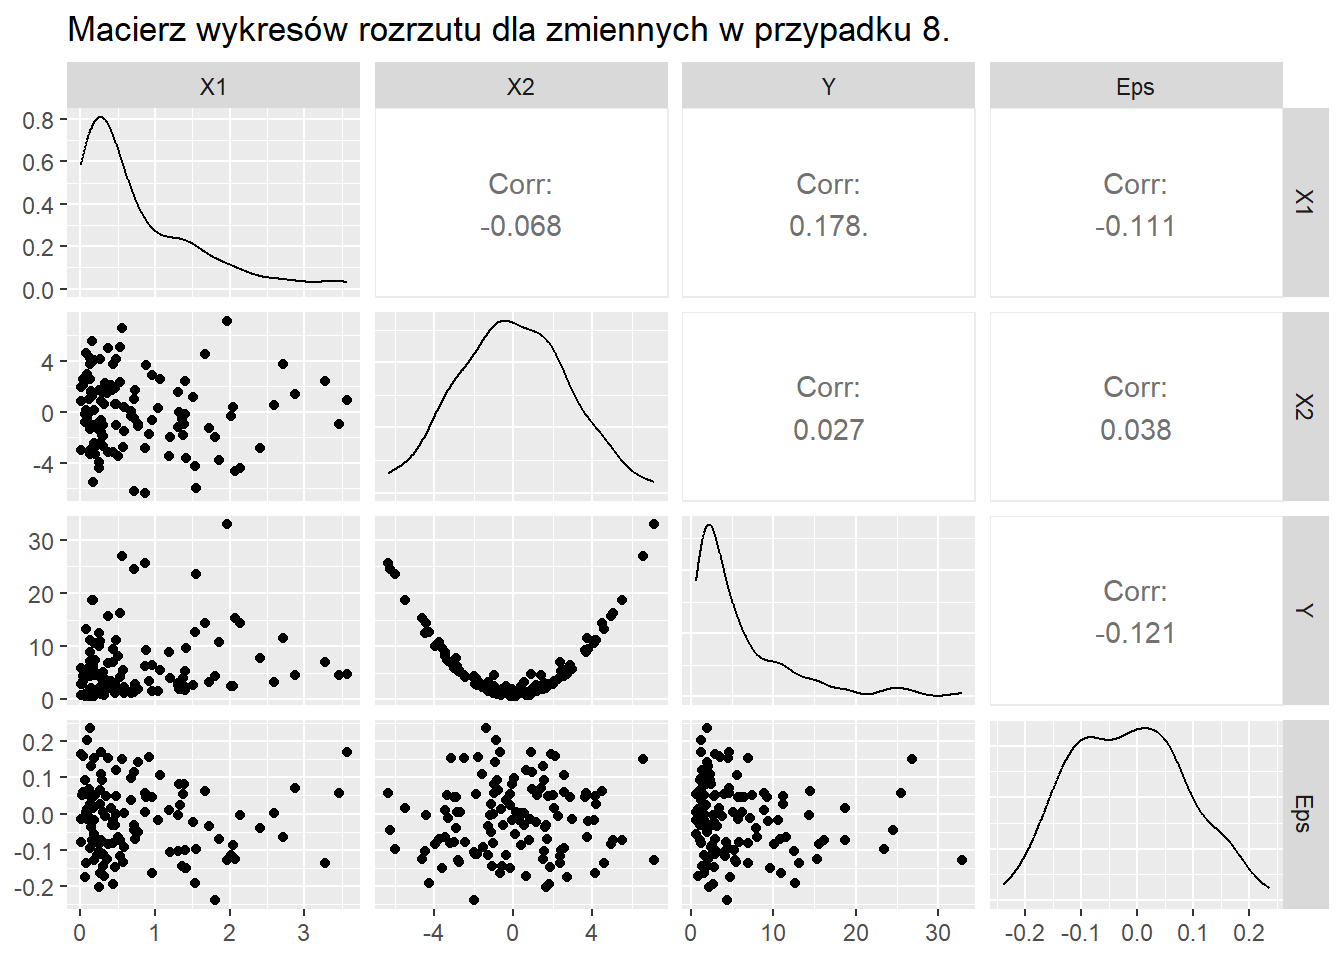 Macierz wykresów rozrzutu dla zmiennych w przypadku 8.
X1
X2
Y
Eps
0.8
0.6
0.4
0.2
0.0
Corr:
-0.068
Corr:
0.178.
Corr:
-0.111
X1
4
0
-4
Corr:
0.027
Corr:
0.038
X2
30
20
10
0
Corr:
-0.121
Y
0.2
0.1
0.0
-0.1
-0.2
Eps
0 1 2 3
-4 0 4
0 10 20 30
-0.2 -0.1 0.0 0.1 0.2